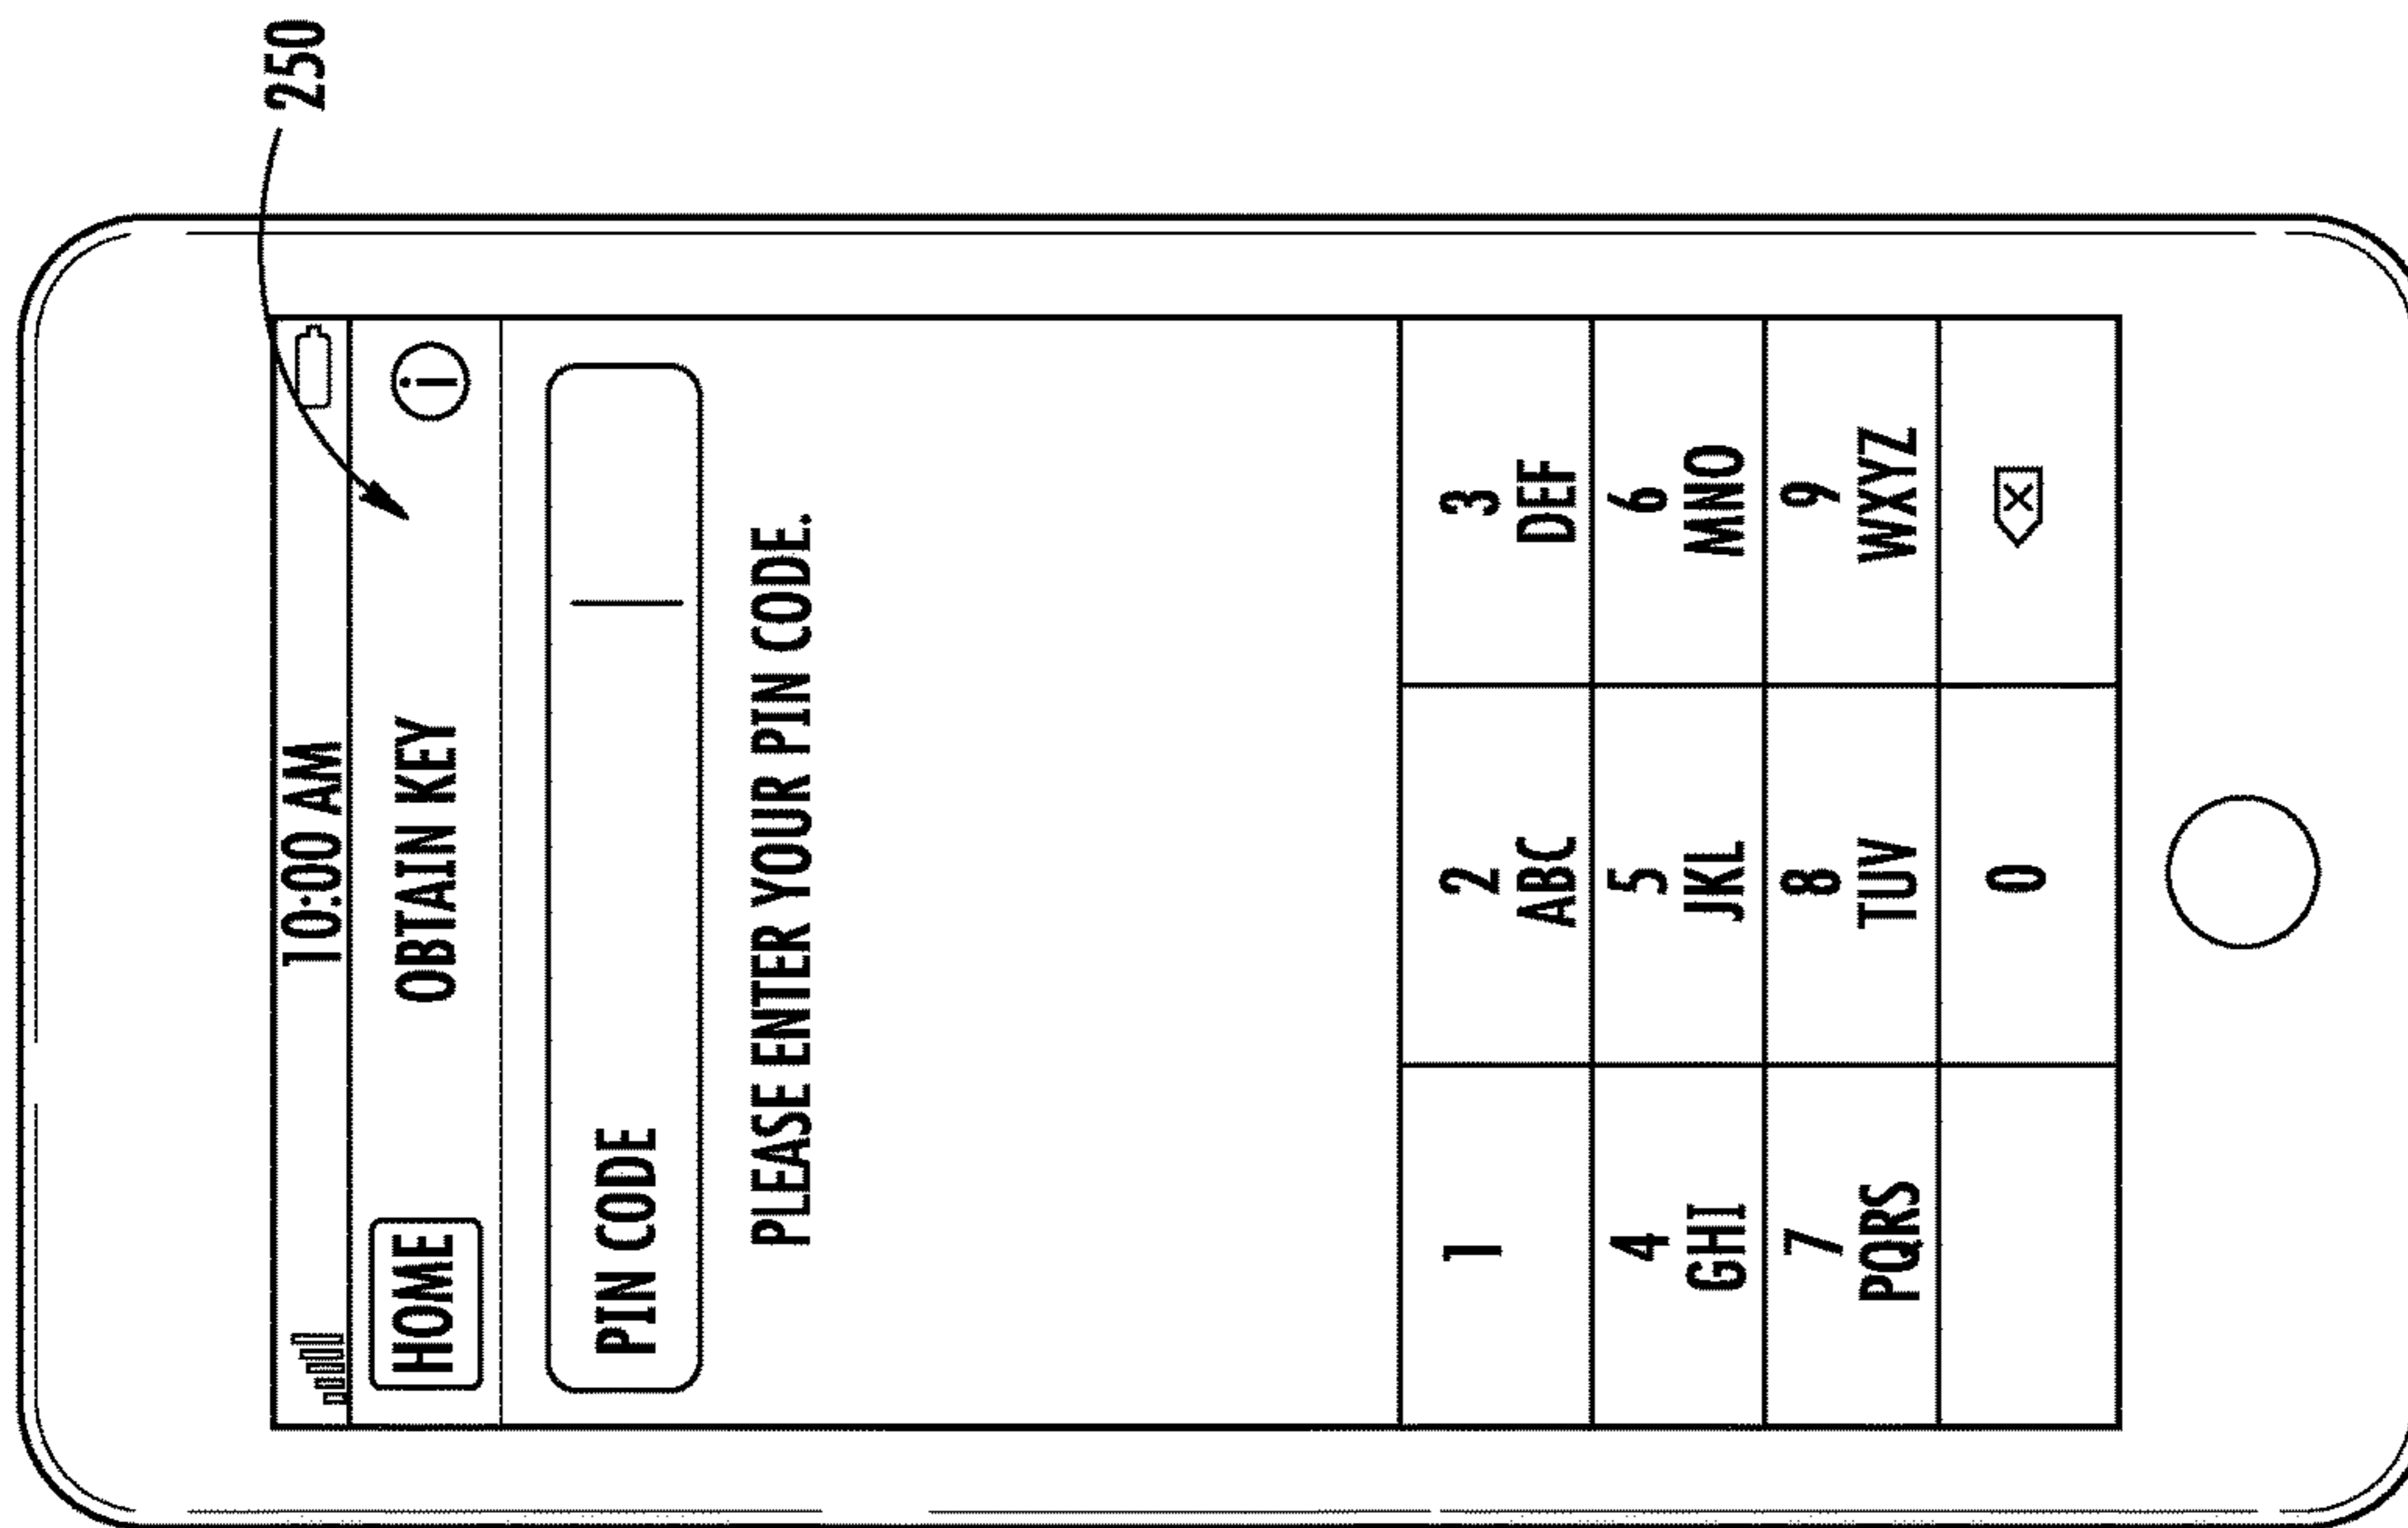 250
10:00 AM
HOME OBTAIN KEY i
PIN CODE
PLEASE ENTER YOUR PIN CODE.
1 2 3
ABC DEF
4 5 6
GHI JKL MNO
7 8 9
PQRS TUV WXYZ
0